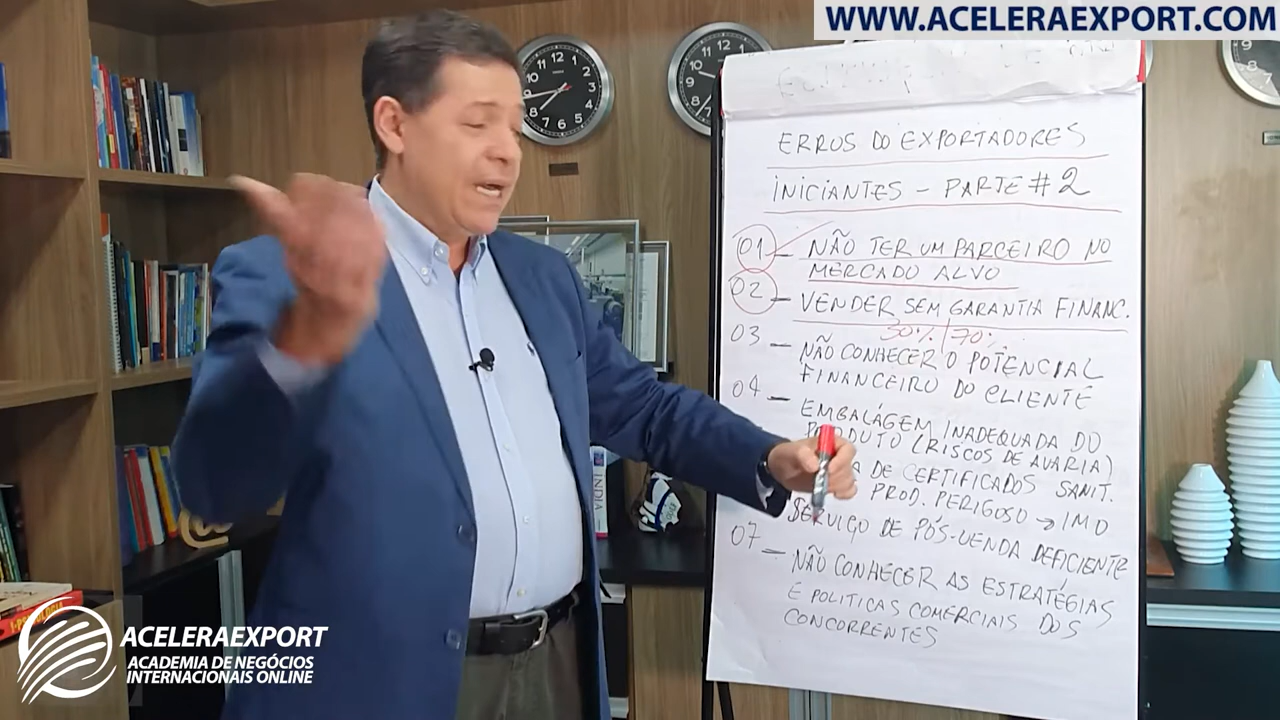 WWW.ACELERAEXPORT.COM
ERROS DO EXPORTADORES
INICIANTES - PARTE #2
01 - NÃO TER UM PARCEIRO NO
MERCADO ALVO
02 - VENDER SEM GARANTIA FINANC.
30% / 70%
03 - NÃO CONHECER O POTENCIAL
FINANCEIRO DO CLIENTE
04 - EMBALAGEM INADEQUADA DO
PRODUTO (RISCOS DE AVARIA)
DE CERTIFICADOS SANIT.
PROD. PERIGOSO → IMO
SERVIÇO DE PÓS-VENDA DEFICIENTE
07 - NÃO CONHECER AS ESTRATÉGIAS
E POLITICAS COMERCIAIS DOS
CONCORRENTES
INDIA
ACELERAEXPORT
ACADEMIA DE NEGÓCIOS
INTERNACIONAIS ONLINE